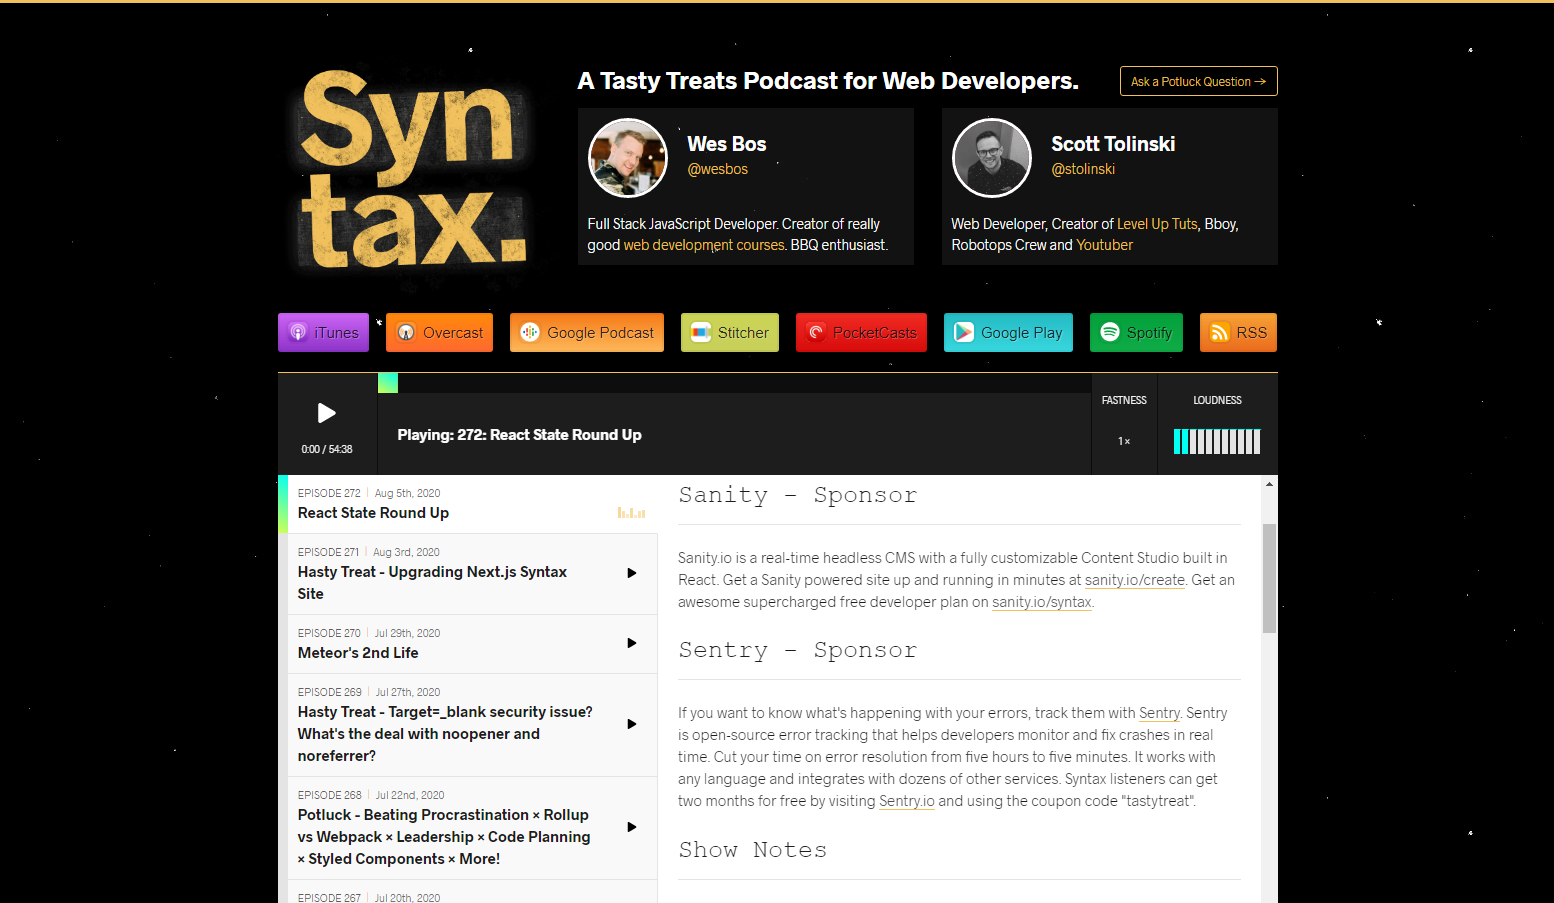 Syn
tax.
A Tasty Treats Podcast for Web Developers.
Ask a Potluck Question →
Wes Bos
@wesbos
Full Stack JavaScript Developer. Creator of really
good web development courses. BBQ enthusiast.
Scott Tolinski
@stolinski
Web Developer, Creator of Level Up Tuts, Bboy,
Robotops Crew and Youtuber
iTunes
Overcast
Google Podcast
Stitcher
PocketCasts
Google Play
Spotify
RSS
0:00 / 54:38
Playing: 272: React State Round Up
FASTNESS
1×
LOUDNESS
EPISODE 272 | Aug 5th, 2020
React State Round Up
EPISODE 271 | Aug 3rd, 2020
Hasty Treat - Upgrading Next.js Syntax
Site
EPISODE 270 | Jul 29th, 2020
Meteor's 2nd Life
EPISODE 269 | Jul 27th, 2020
Hasty Treat - Target=_blank security issue?
What's the deal with noopener and
noreferrer?
EPISODE 268 | Jul 22nd, 2020
Potluck - Beating Procrastination × Rollup
vs Webpack × Leadership × Code Planning
× Styled Components × More!
EPISODE 267 | Jul 20th, 2020
Sanity - Sponsor
Sanity.io is a real-time headless CMS with a fully customizable Content Studio built in
React. Get a Sanity powered site up and running in minutes at sanity.io/create. Get an
awesome supercharged free developer plan on sanity.io/syntax.
Sentry - Sponsor
If you want to know what's happening with your errors, track them with Sentry. Sentry
is open-source error tracking that helps developers monitor and fix crashes in real
time. Cut your time on error resolution from five hours to five minutes. It works with
any language and integrates with dozens of other services. Syntax listeners can get
two months for free by visiting Sentry.io and using the coupon code "tastytreat".
Show Notes